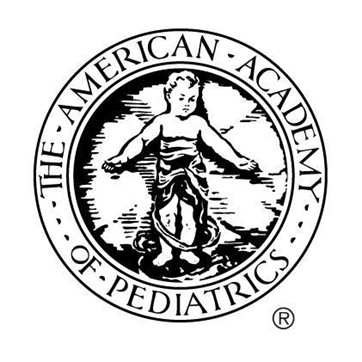 · THE · AMERICAN · ACADEMY · · ·
· · · OF · PEDIATRICS · · ·
®